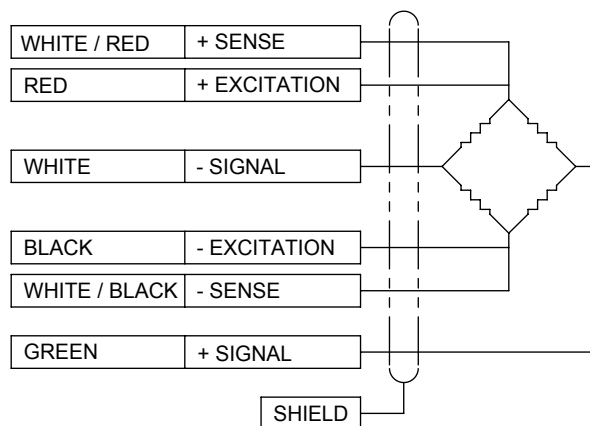 WHITE / RED + SENSE
RED + EXCITATION
WHITE - SIGNAL
BLACK - EXCITATION
WHITE / BLACK - SENSE
GREEN + SIGNAL
SHIELD